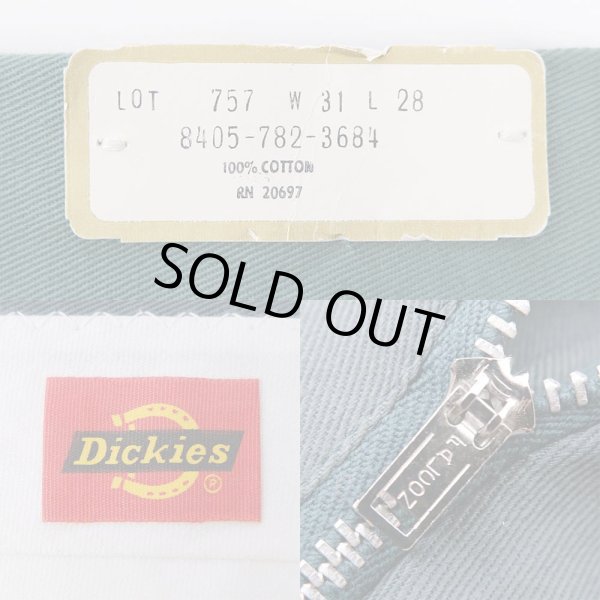 LOT 757 W 31 L 28
8405-782-3684
100% COTTON
RN 20697
SOLD OUT
Dickies
®